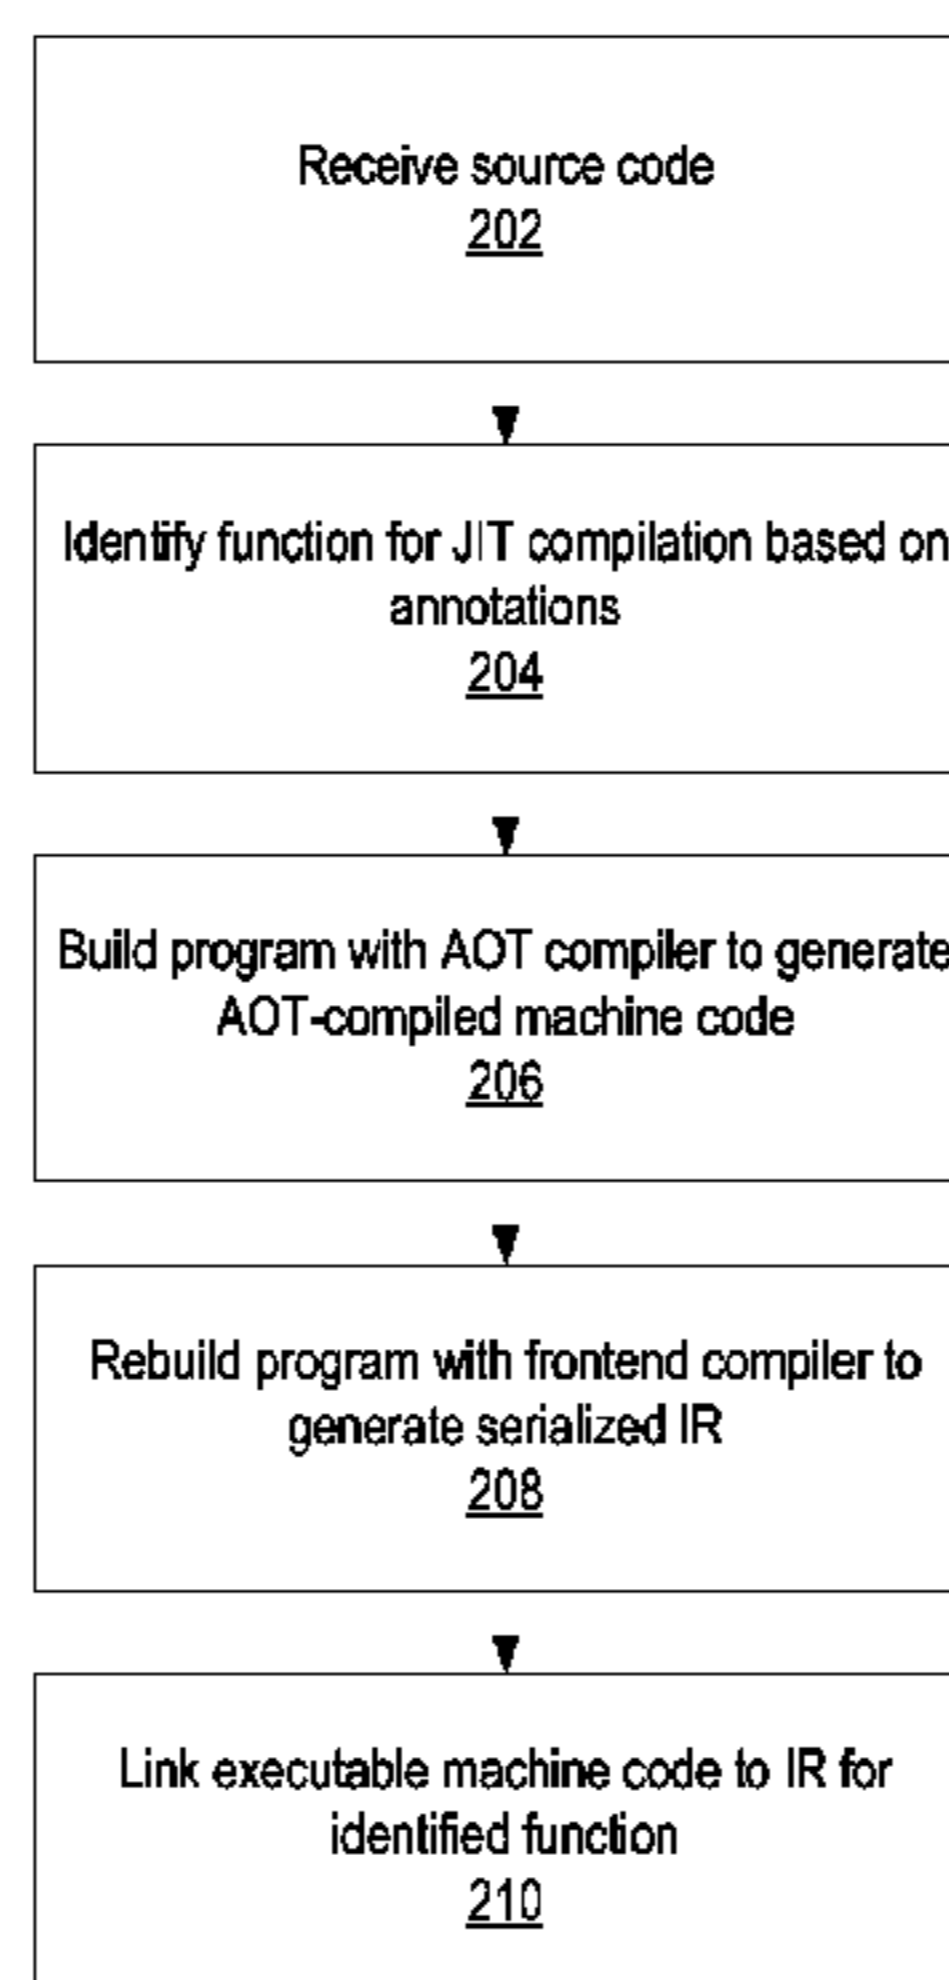 Receive source code
202
Identify function for JIT compilation based on
annotations
204
Build program with AOT compiler to generate
AOT-compiled machine code
206
Rebuild program with frontend compiler to
generate serialized IR
208
Link executable machine code to IR for
identified function
210